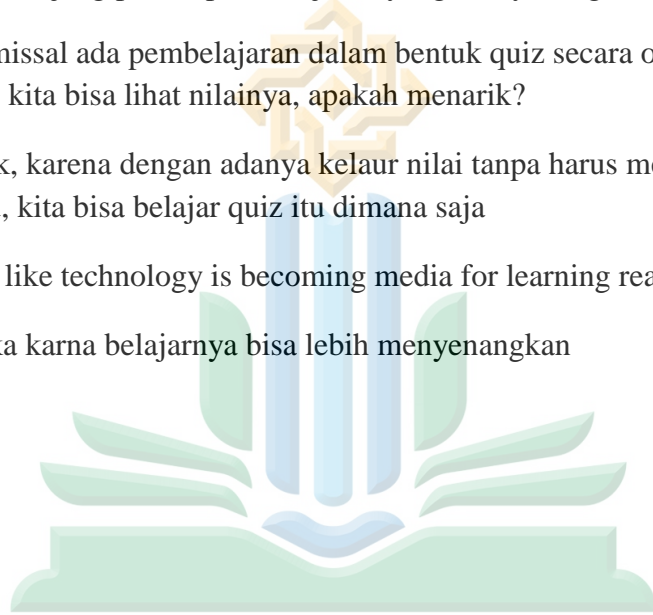 missal ada pembelajaran dalam bentuk quiz secara o
kita bisa lihat nilainya, apakah menarik?
k, karena dengan adanya kelaur nilai tanpa harus m
, kita bisa belajar quiz itu dimana saja
like technology is becoming media for learning rea
ka karna belajarnya bisa lebih menyenangkan